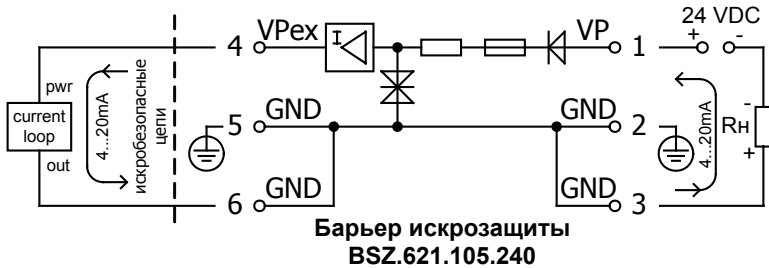 24 VDC
4 VPex
I
VP 1
+ -
pwr
current
loop
out
4...20mA
искробезопасные
цепи
5 GND
GND 2
4...20mA
-
Rн
+
6 GND
GND 3
Барьер искрозащиты
BSZ.621.105.240